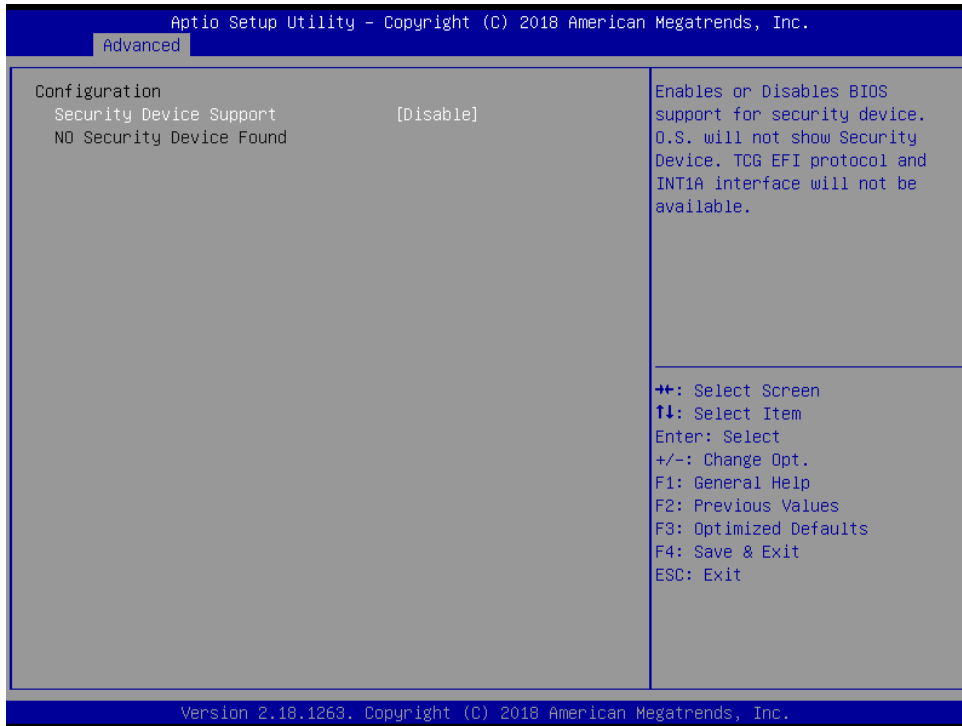 Aptio Setup Utility – Copyright (C) 2018 American Megatrends, Inc.
Advanced
Configuration
Security Device Support [Disable]
NO Security Device Found
Enables or Disables BIOS
support for security device.
O.S. will not show Security
Device. TCG EFI protocol and
INT1A interface will not be
available.
→←: Select Screen
↑↓: Select Item
Enter: Select
+/-: Change Opt.
F1: General Help
F2: Previous Values
F3: Optimized Defaults
F4: Save & Exit
ESC: Exit
Version 2.18.1263. Copyright (C) 2018 American Megatrends, Inc.